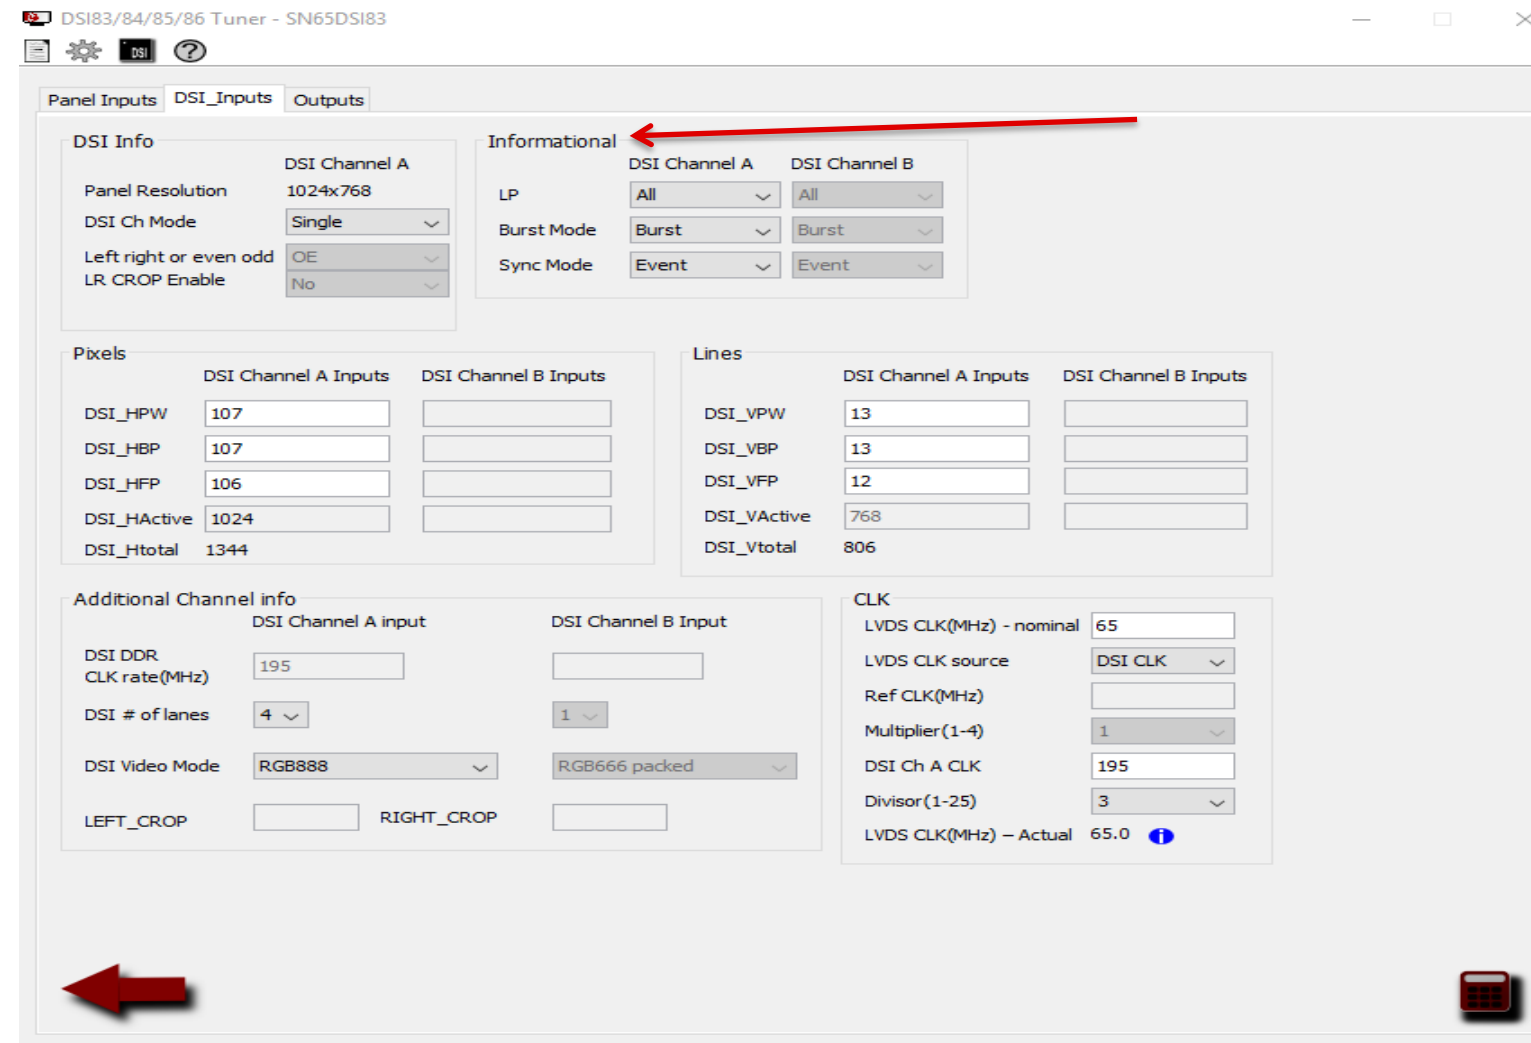 DSI83/84/85/86 Tuner - SN65DSI83
DSI
Panel Inputs DSI_Inputs Outputs
DSI Info
DSI Channel A
Panel Resolution 1024x768
DSI Ch Mode Single
Left right or even odd OE
LR CROP Enable No
Informational
DSI Channel A DSI Channel B
LP All All
Burst Mode Burst Burst
Sync Mode Event Event
Pixels
DSI Channel A Inputs DSI Channel B Inputs
DSI_HPW 107
DSI_HBP 107
DSI_HFP 106
DSI_HActive 1024
DSI_Htotal 1344
Lines
DSI Channel A Inputs DSI Channel B Inputs
DSI_VPW 13
DSI_VBP 13
DSI_VFP 12
DSI_VActive 768
DSI_Vtotal 806
Additional Channel info
DSI Channel A input DSI Channel B Input
DSI DDR
CLK rate(MHz) 195
DSI # of lanes 4 1
DSI Video Mode RGB888 RGB666 packed
LEFT_CROP RIGHT_CROP
CLK
LVDS CLK(MHz) - nominal 65
LVDS CLK source DSI CLK
Ref CLK(MHz)
Multiplier(1-4) 1
DSI Ch A CLK 195
Divisor(1-25) 3
LVDS CLK(MHz) – Actual 65.0